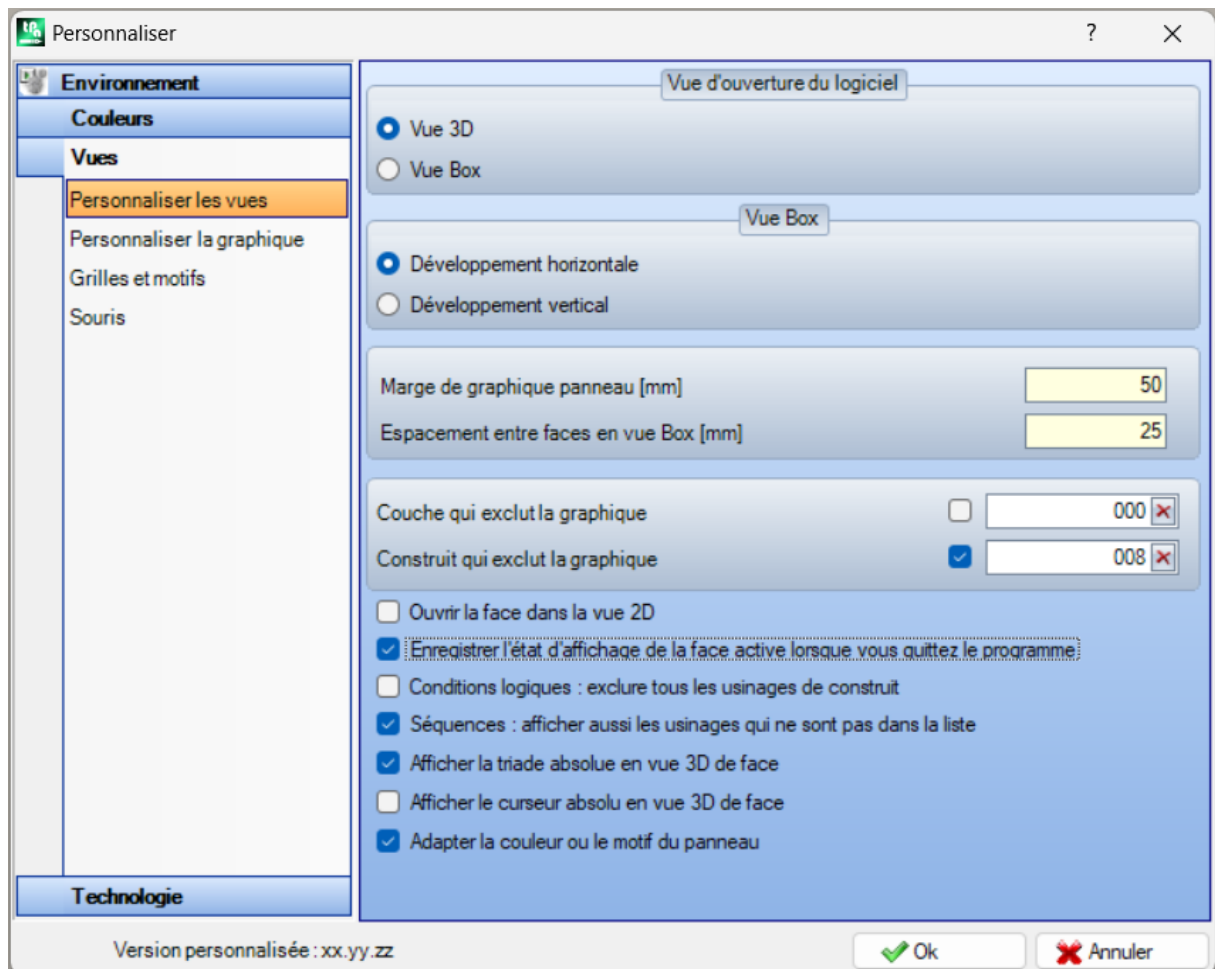 Personnaliser
?
Environnement
Couleurs
Vues
Personnaliser les vues
Personnaliser la graphique
Grilles et motifs
Souris
Technologie
Vue d'ouverture du logiciel
Vue 3D
Vue Box
Vue Box
Développement horizontale
Développement vertical
Marge de graphique panneau [mm] 50
Espacement entre faces en vue Box [mm] 25
Couche qui exclut la graphique 000
Construit qui exclut la graphique 008
Ouvrir la face dans la vue 2D
Enregistrer l'état d'affichage de la face active lorsque vous quittez le programme
Conditions logiques : exclure tous les usinages de construit
Séquences : afficher aussi les usinages qui ne sont pas dans la liste
Afficher la triade absolue en vue 3D de face
Afficher le curseur absolu en vue 3D de face
Adapter la couleur ou le motif du panneau
Version personnalisée : xx.yy.zz
Ok
Annuler